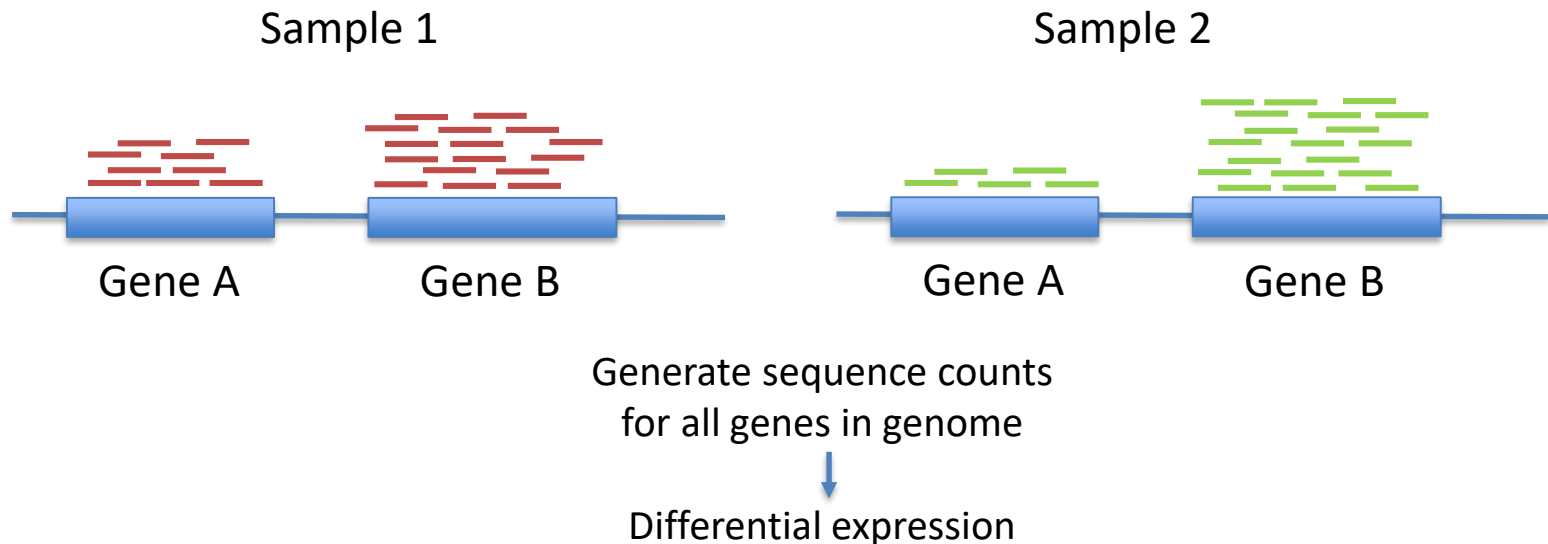 Sample 1
Sample 2
Gene A
Gene B
Gene A
Gene B
Generate sequence counts
for all genes in genome
Differential expression